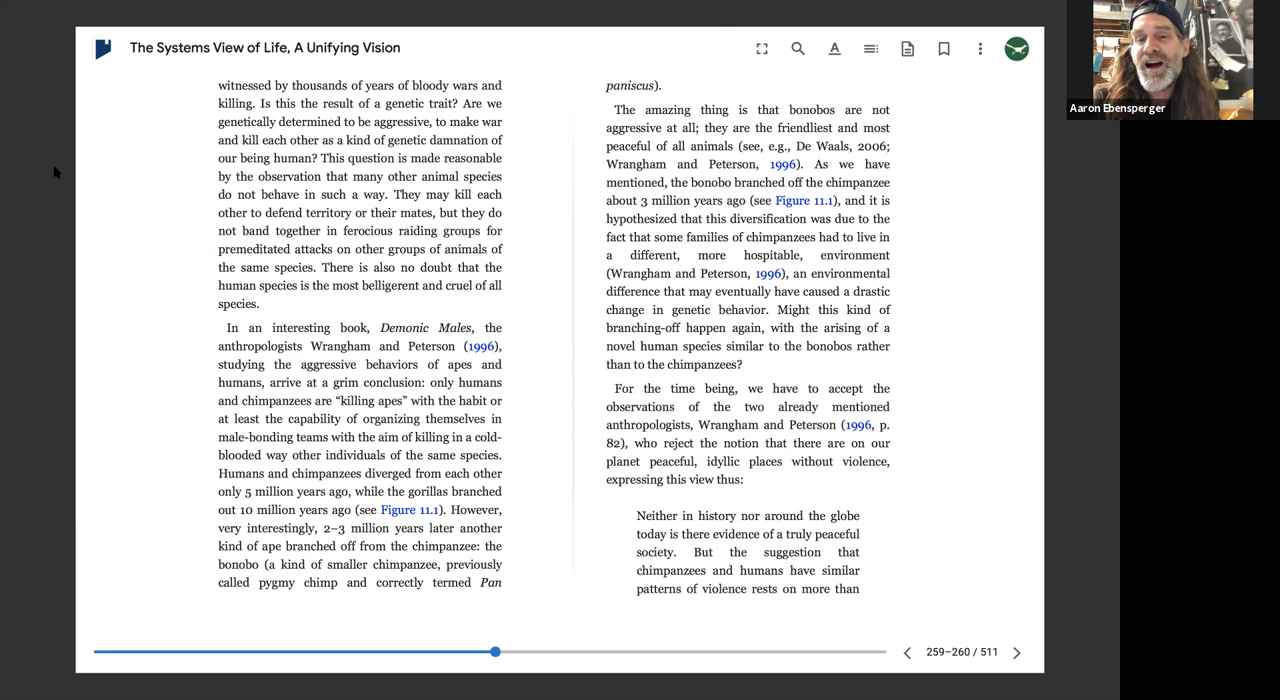 The Systems View of Life, A Unifying Vision
witnessed by thousands of years of bloody wars and
killing. Is this the result of a genetic trait? Are we
genetically determined to be aggressive, to make war
and kill each other as a kind of genetic damnation of
our being human? This question is made reasonable
by the observation that many other animal species
do not behave in such a way. They may kill each
other to defend territory or their mates, but they do
not band together in ferocious raiding groups for
premeditated attacks on other groups of animals of
the same species. There is also no doubt that the
human species is the most belligerent and cruel of all
species.
In an interesting book, Demonic Males, the
anthropologists Wrangham and Peterson (1996),
studying the aggressive behaviors of apes and
humans, arrive at a grim conclusion: only humans
and chimpanzees are “killing apes” with the habit or
at least the capability of organizing themselves in
male-bonding teams with the aim of killing in a cold-
blooded way other individuals of the same species.
Humans and chimpanzees diverged from each other
only 5 million years ago, while the gorillas branched
out 10 million years ago (see Figure 11.1). However,
very interestingly, 2–3 million years later another
kind of ape branched off from the chimpanzee: the
bonobo (a kind of smaller chimpanzee, previously
called pygmy chimp and correctly termed Pan
paniscus).
The amazing thing is that bonobos are not
aggressive at all; they are the friendliest and most
peaceful of all animals (see, e.g., De Waals, 2006;
Wrangham and Peterson, 1996). As we have
mentioned, the bonobo branched off the chimpanzee
about 3 million years ago (see Figure 11.1), and it is
hypothesized that this diversification was due to the
fact that some families of chimpanzees had to live in
a different, more hospitable, environment
(Wrangham and Peterson, 1996), an environmental
difference that may eventually have caused a drastic
change in genetic behavior. Might this kind of
branching-off happen again, with the arising of a
novel human species similar to the bonobos rather
than to the chimpanzees?
For the time being, we have to accept the
observations of the two already mentioned
anthropologists, Wrangham and Peterson (1996, p.
82), who reject the notion that there are on our
planet peaceful, idyllic places without violence,
expressing this view thus:
Neither in history nor around the globe
today is there evidence of a truly peaceful
society. But the suggestion that
chimpanzees and humans have similar
patterns of violence rests on more than
259–260 / 511
Aaron Ebensperger